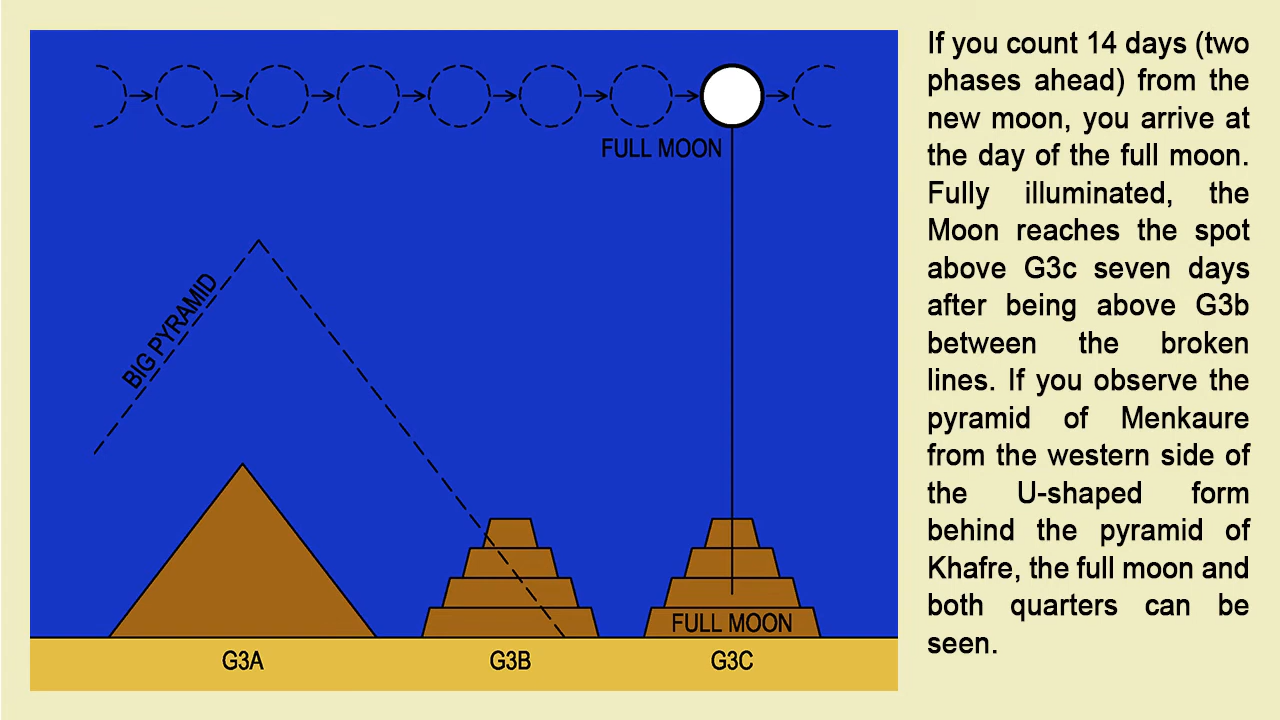 FULL MOON
BIG PYRAMID
FULL MOON
G3A
G3B
G3C
If you count 14 days (two
phases ahead) from the
new moon, you arrive at
the day of the full moon.
Fully illuminated, the
Moon reaches the spot
above G3c seven days
after being above G3b
between the broken
lines. If you observe the
pyramid of Menkaure
from the western side of
the U-shaped form
behind the pyramid of
Khafre, the full moon and
both quarters can be
seen.